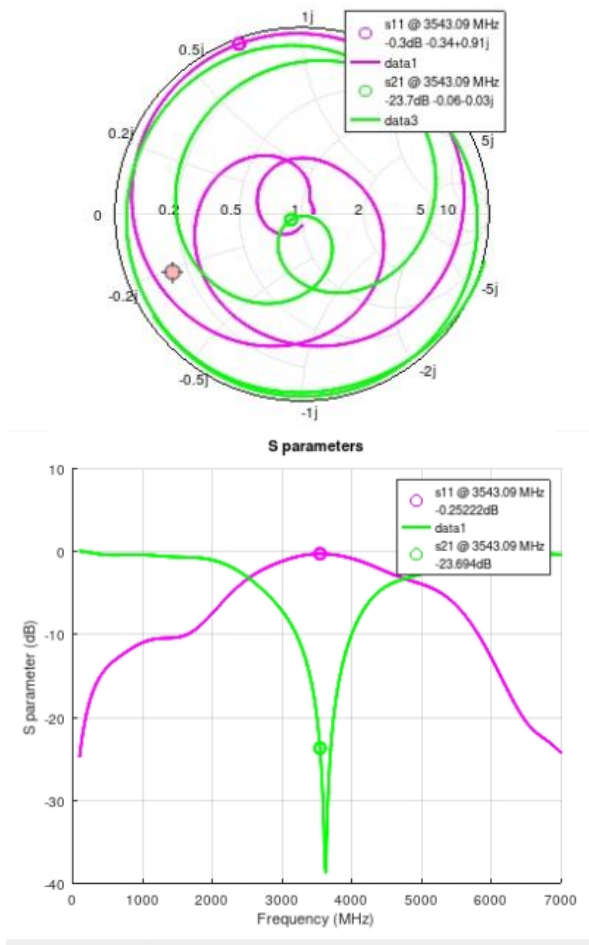 1j
s11 @ 3543.09 MHz
-0.3dB -0.34+0.91j
data1
s21 @ 3543.09 MHz
-23.7dB -0.06-0.03j
data3
0.5j
0.2j
5j
0
0.2
0.5
1
2
5
10
-0.2j
-5j
-0.5j
-2j
-1j
S parameters
S parameter (dB)
10
0
-10
-20
-30
-40
s11 @ 3543.09 MHz
-0.25222dB
data1
s21 @ 3543.09 MHz
-23.694dB
0
1000
2000
3000
4000
5000
6000
7000
Frequency (MHz)